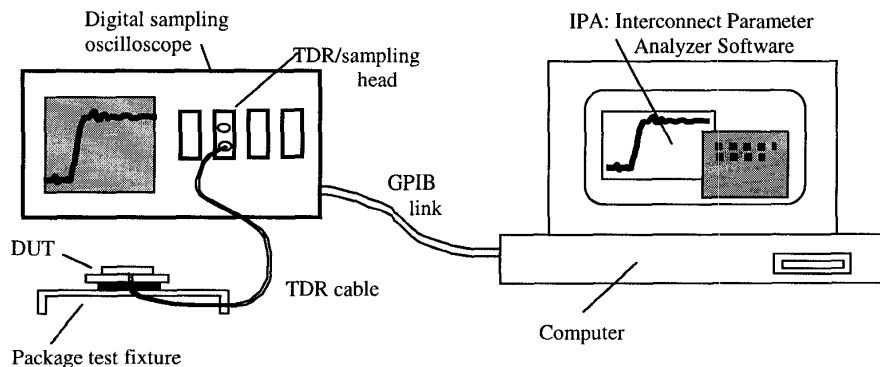 Digital sampling
oscilloscope
TDR/sampling
head
IPA: Interconnect Parameter
Analyzer Software
GPIB
link
DUT
TDR cable
Computer
Package test fixture